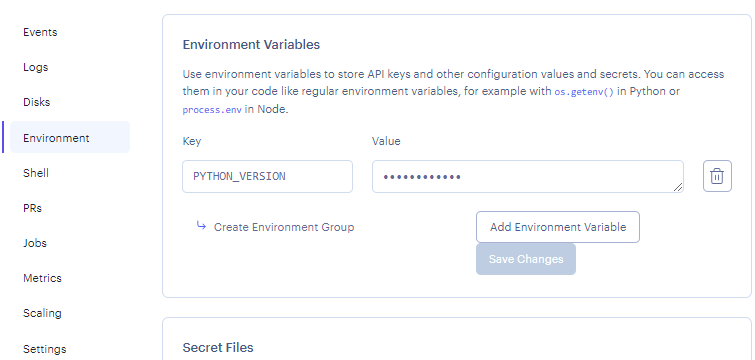 Events
Logs
Disks
Environment
Shell
PRs
Jobs
Metrics
Scaling
Settings
Environment Variables
Use environment variables to store API keys and other configuration values and secrets. You can access
them in your code like regular environment variables, for example with os.getenv() in Python or
process.env in Node.
Key Value
PYTHON_VERSION ••••••••••••
Create Environment Group Add Environment Variable
Save Changes
Secret Files